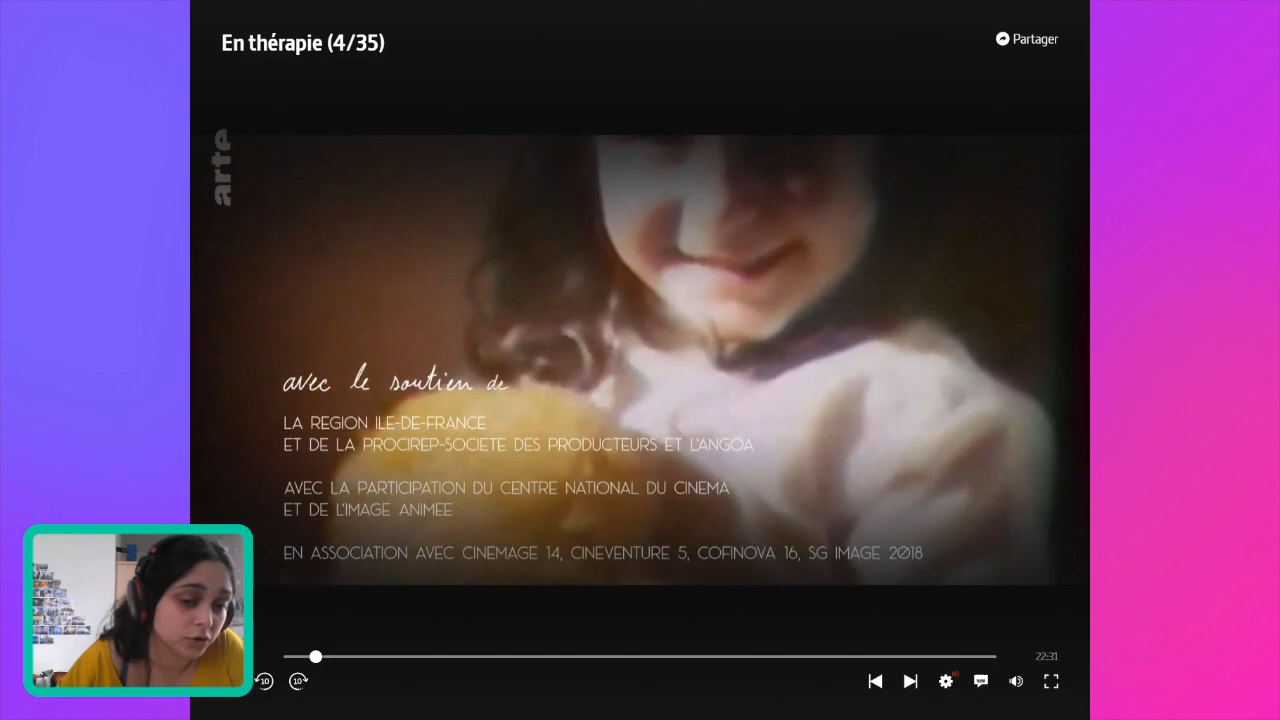 En thérapie (4/35)
Partager
arte
avec le soutien de
LA REGION ILE-DE-FRANCE
ET DE LA PROCIREP-SOCIETE DES PRODUCTEURS ET L'ANGOA
AVEC LA PARTICIPATION DU CENTRE NATIONAL DU CINEMA
ET DE L'IMAGE ANIMEE
EN ASSOCIATION AVEC CINEMAGE 14, CINEVENTURE 5, COFINOVA 16, SG IMAGE 2018
22:31
10
10
HD